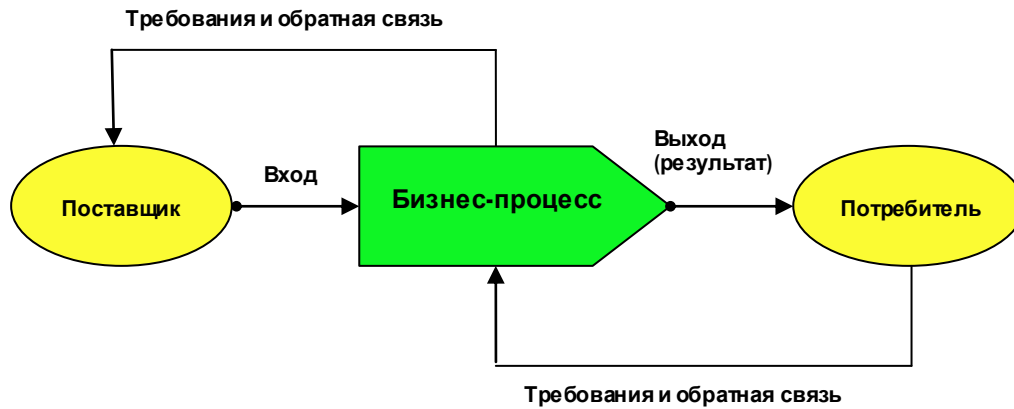 Требования и обратная связь
Выход
(результат)
Вход
Бизнес-процесс
Поставщик
Потребитель
Требования и обратная связь